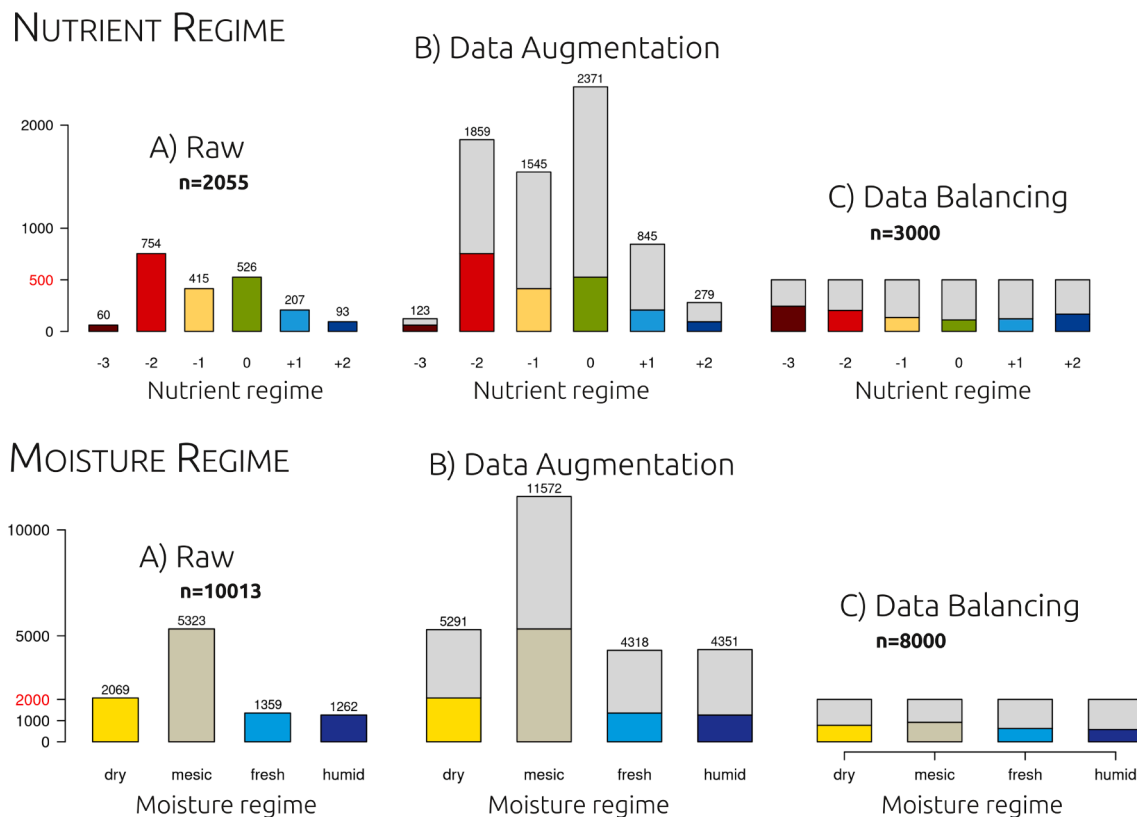 NUTRIENT REGIME
B) Data Augmentation
A) Raw
n=2055
C) Data Balancing
n=3000
2000
1000
500
0
60
754
415
526
207
93
123
1859
1545
2371
845
279
-3 -2 -1 0 +1 +2
-3 -2 -1 0 +1 +2
-3 -2 -1 0 +1 +2
Nutrient regime
Nutrient regime
Nutrient regime
MOISTURE REGIME
B) Data Augmentation
A) Raw
n=10013
C) Data Balancing
n=8000
10000
5000
2000
1000
0
2069
5323
1359
1262
5291
11572
4318
4351
dry mesic fresh humid
dry mesic fresh humid
dry mesic fresh humid
Moisture regime
Moisture regime
Moisture regime